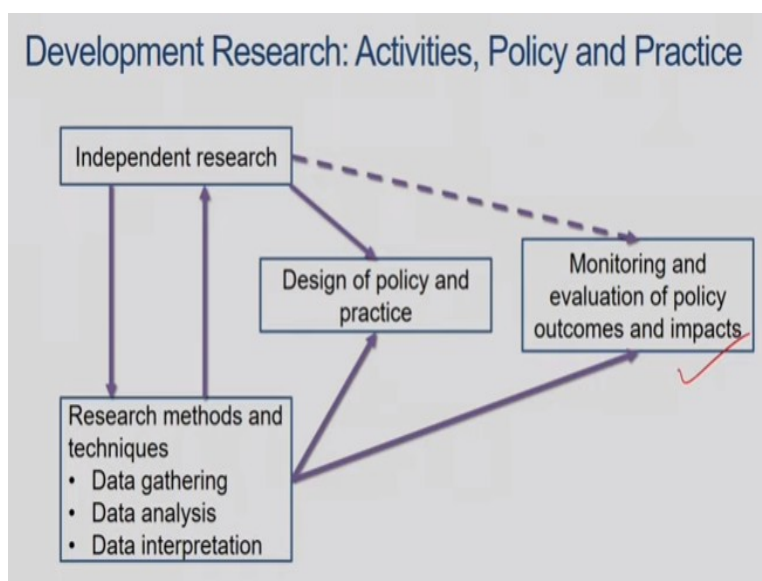 Development Research: Activities, Policy and Practice
Independent research
Design of policy and
practice
Monitoring and
evaluation of policy
outcomes and impacts
Research methods and
techniques
• Data gathering
• Data analysis
• Data interpretation